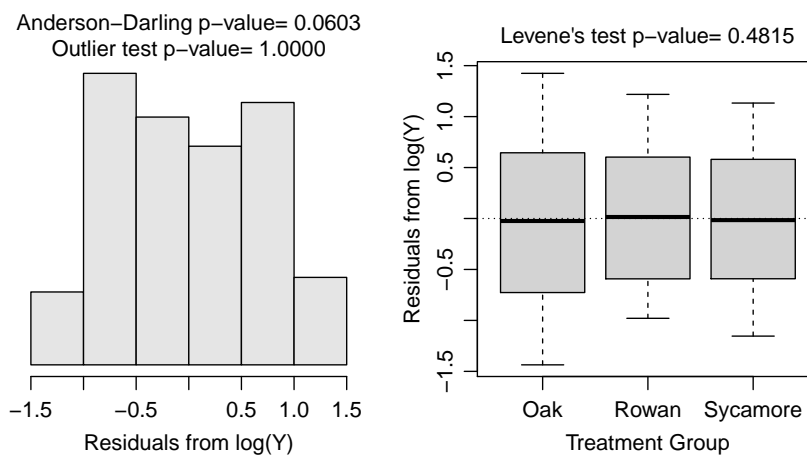 Anderson−Darling p−value= 0.0603
Outlier test p−value= 1.0000
−1.5 −0.5 0.5 1.0 1.5
Residuals from log(Y)
Levene's test p−value= 0.4815
1.5
1.0
0.5
−0.5
−1.5
Residuals from log(Y)
Oak Rowan Sycamore
Treatment Group